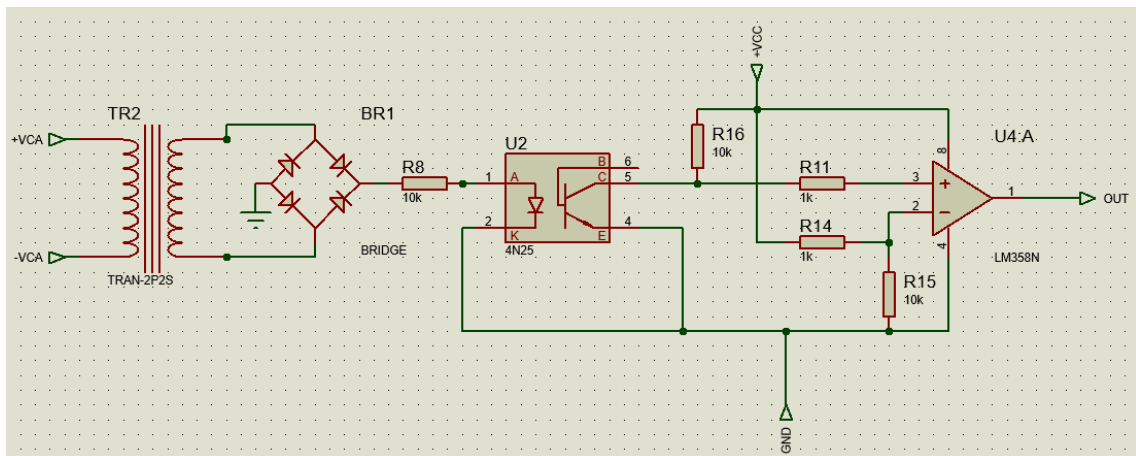 TR2
+VCA
-VCA
TRAN-2P2S
BR1
BRIDGE
R8
10k
U2
1
A
2
K
B
6
C
5
E
4
4N25
+VCC
R16
10k
R11
1k
R14
1k
R15
10k
GND
U4:A
8
3
+
2
−
4
1
LM358N
OUT